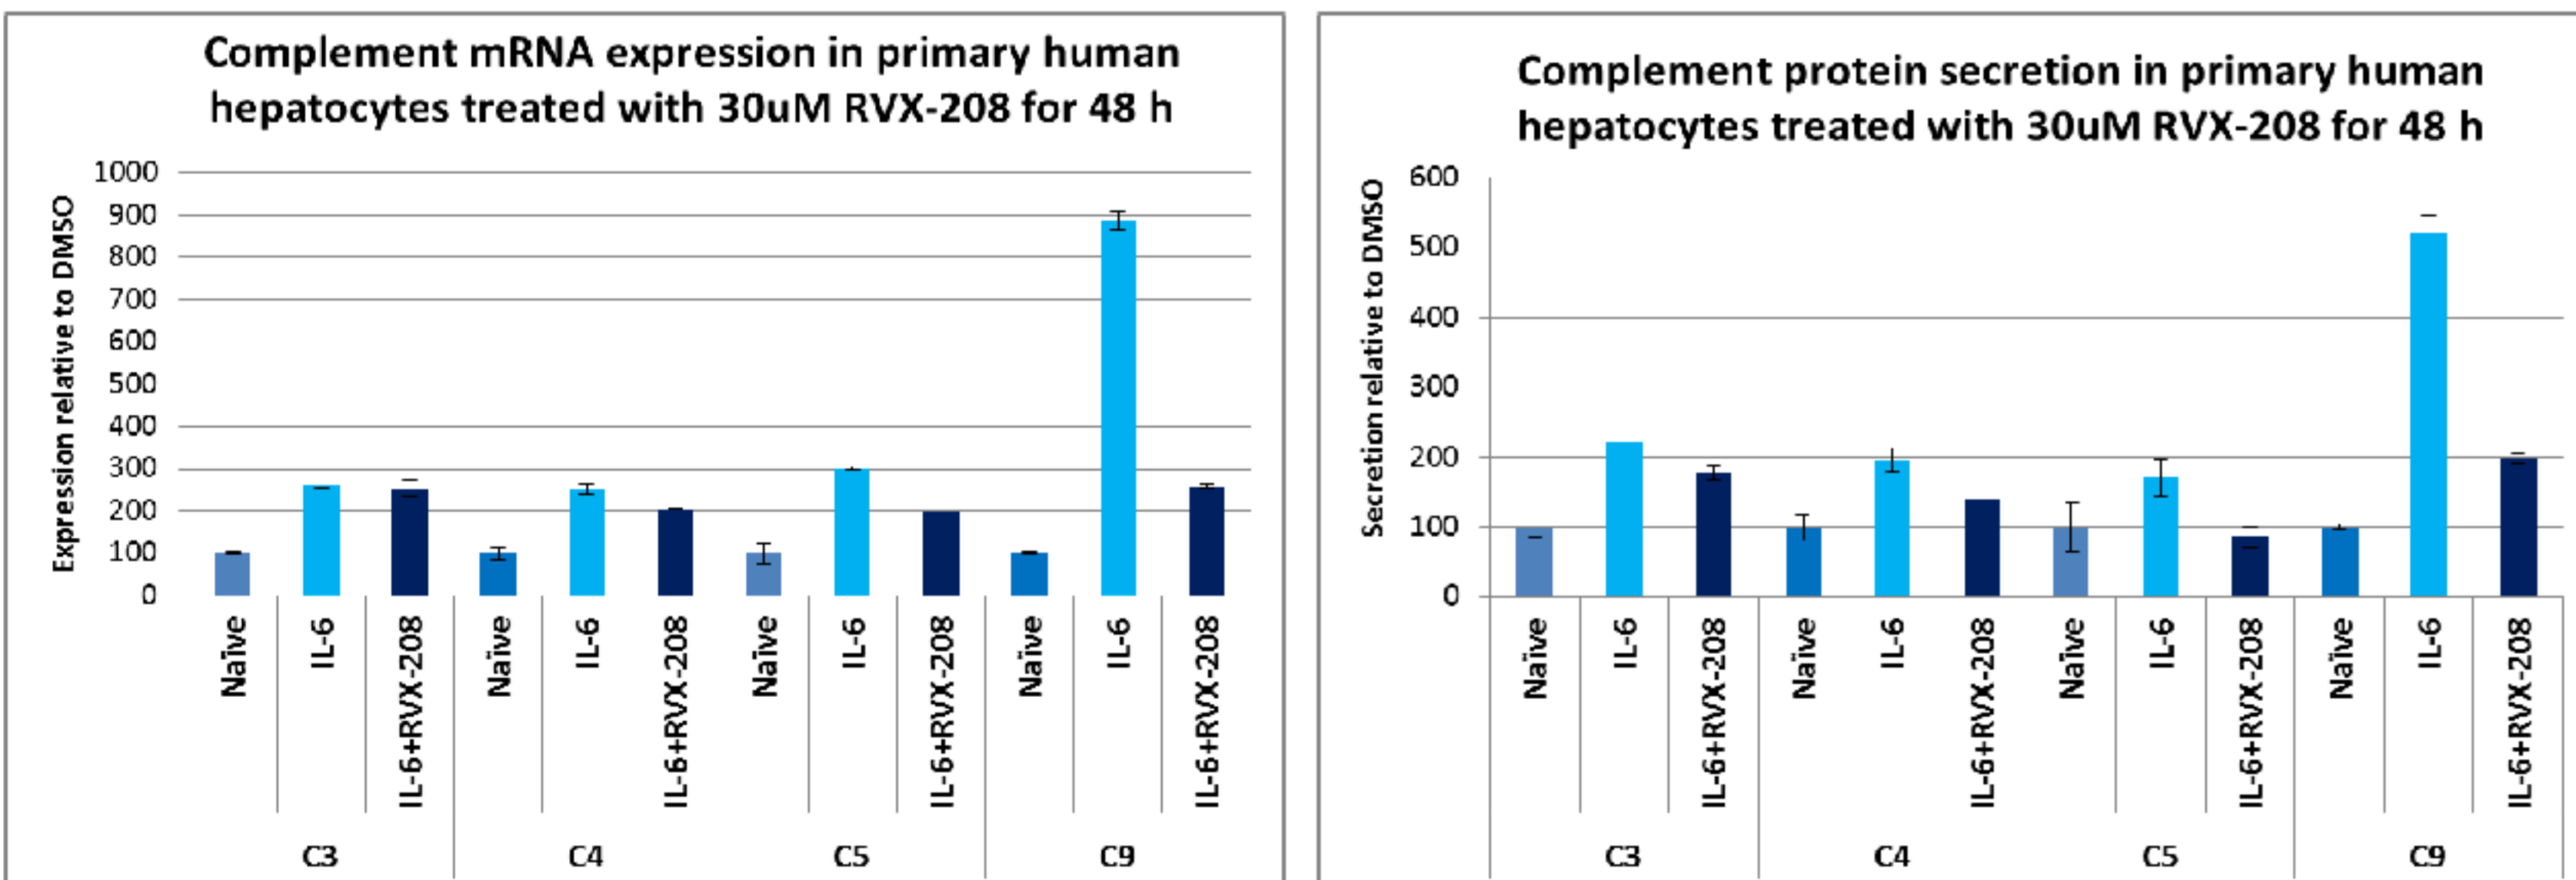 Complement mRNA expression in primary human
hepatocytes treated with 30uM RVX-208 for 48 h
Expression relative to DMSO
1000
900
800
700
600
500
400
300
200
100
0
Naïve
IL-6
IL-6+RVX-208
Naïve
IL-6
IL-6+RVX-208
Naïve
IL-6
IL-6+RVX-208
Naïve
IL-6
IL-6+RVX-208
C3
C4
C5
C9
Complement protein secretion in primary human
hepatocytes treated with 30uM RVX-208 for 48 h
Secretion relative to DMSO
600
500
400
300
200
100
0
Naïve
IL-6
IL-6+RVX-208
Naïve
IL-6
IL-6+RVX-208
Naïve
IL-6
IL-6+RVX-208
Naïve
IL-6
IL-6+RVX-208
C3
C4
C5
C9